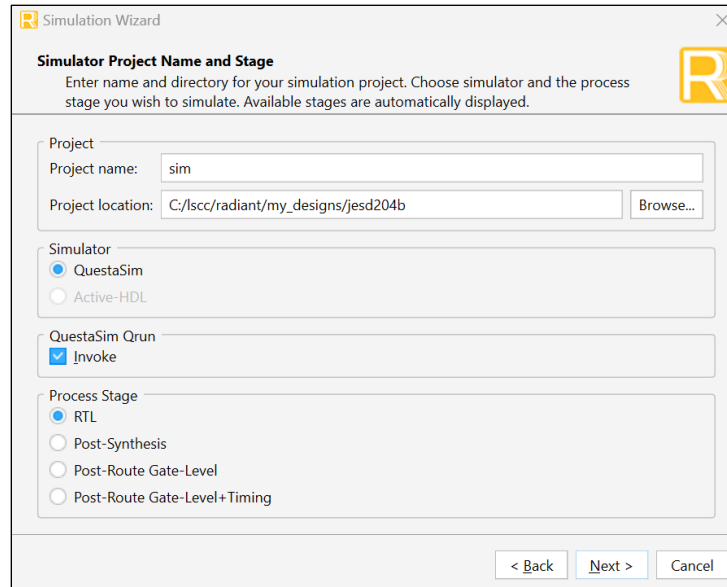 Simulation Wizard
Simulator Project Name and Stage
Enter name and directory for your simulation project. Choose simulator and the process
stage you wish to simulate. Available stages are automatically displayed.
Project
Project name: sim
Project location: C:/lscc/radiant/my_designs/jesd204b Browse...
Simulator
QuestaSim
Active-HDL
QuestaSim Qrun
Invoke
Process Stage
RTL
Post-Synthesis
Post-Route Gate-Level
Post-Route Gate-Level+Timing
< Back Next > Cancel